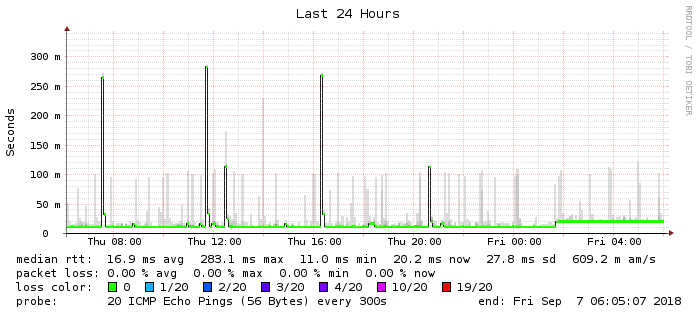 Last 24 Hours
RRDTOOL / TOBI OETIKER
Seconds
300 m
250 m
200 m
150 m
100 m
50 m
0
Thu 08:00 Thu 12:00 Thu 16:00 Thu 20:00 Fri 00:00 Fri 04:00
median rtt: 16.9 ms avg 283.1 ms max 11.0 ms min 20.2 ms now 27.8 ms sd 609.2 m am/s
packet loss: 0.00 % avg 0.00 % max 0.00 % min 0.00 % now
loss color: 0 1/20 2/20 3/20 4/20 10/20 19/20
probe: 20 ICMP Echo Pings (56 Bytes) every 300s end: Fri Sep 7 06:05:07 2018